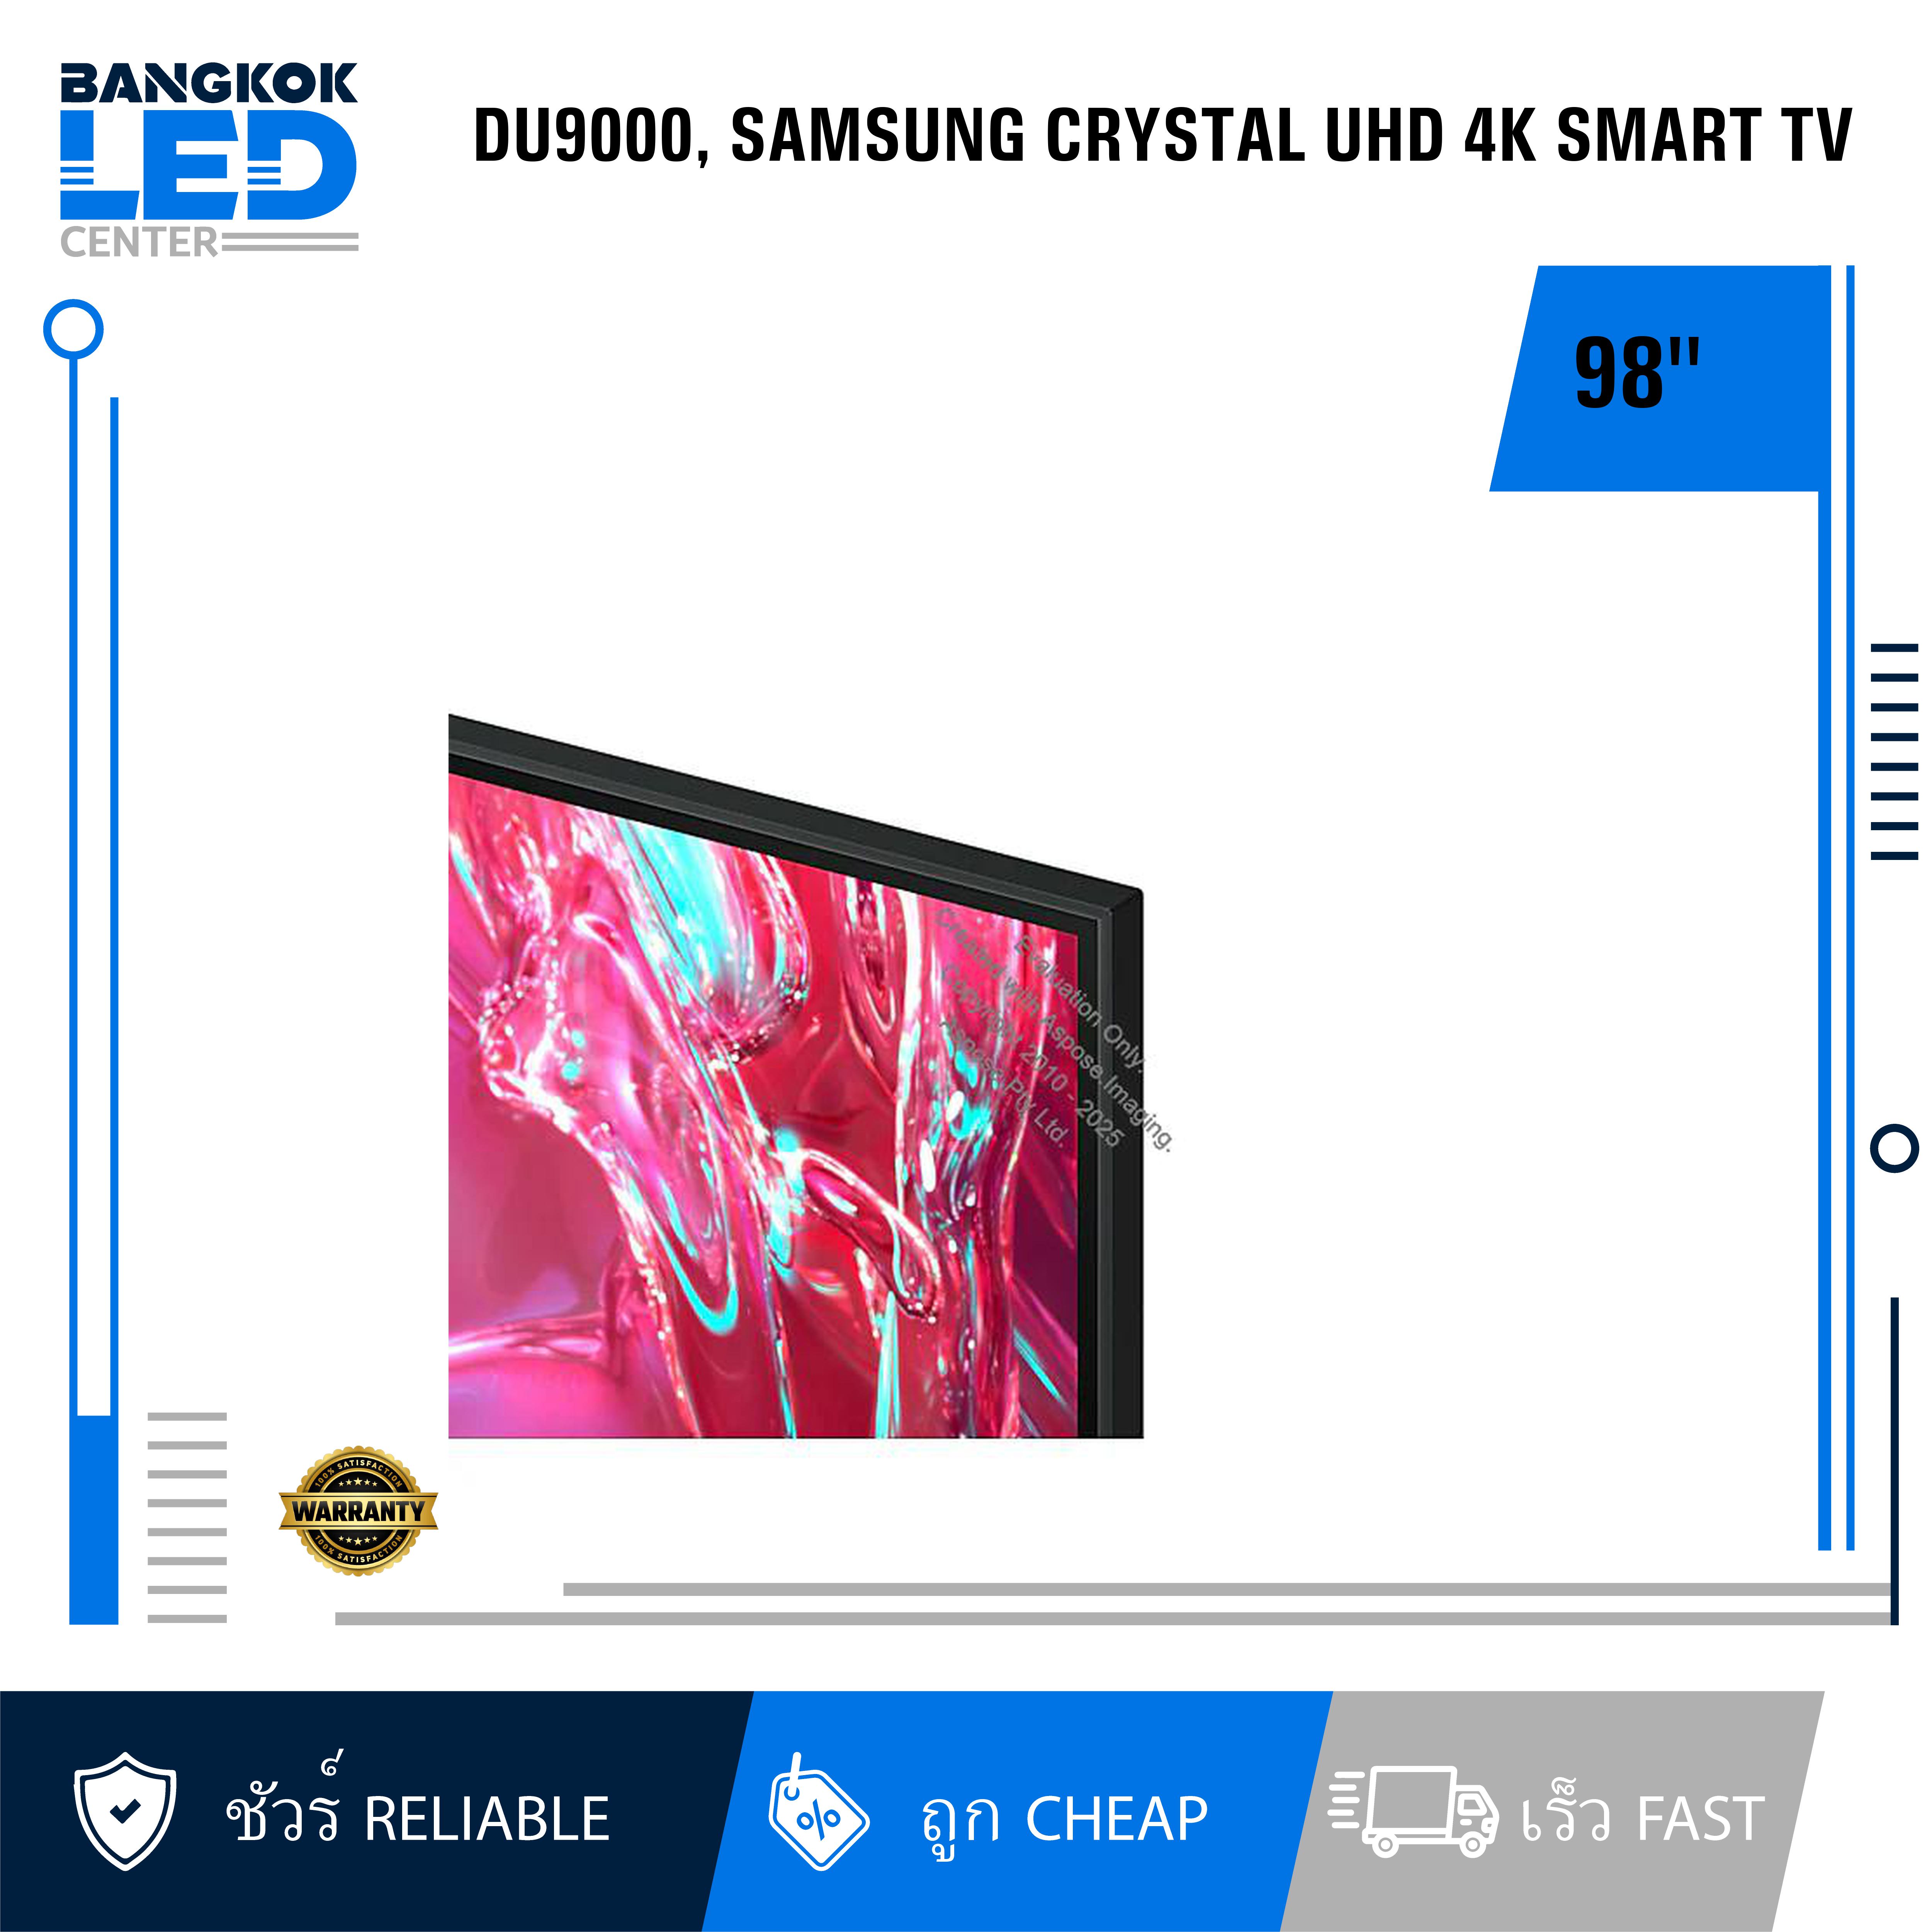 BANGKOK
LED
CENTER
DU9000, SAMSUNG CRYSTAL UHD 4K SMART TV
98"
Evaluation Only.
Created with Aspose.Imaging.
Copyright 2010 - 2025
Aspose Pty Ltd.
100% SATISFACTION
WARRANTY
100% SATISFACTION
ชัวร์ RELIABLE
% ถูก CHEAP
เร็ว FAST